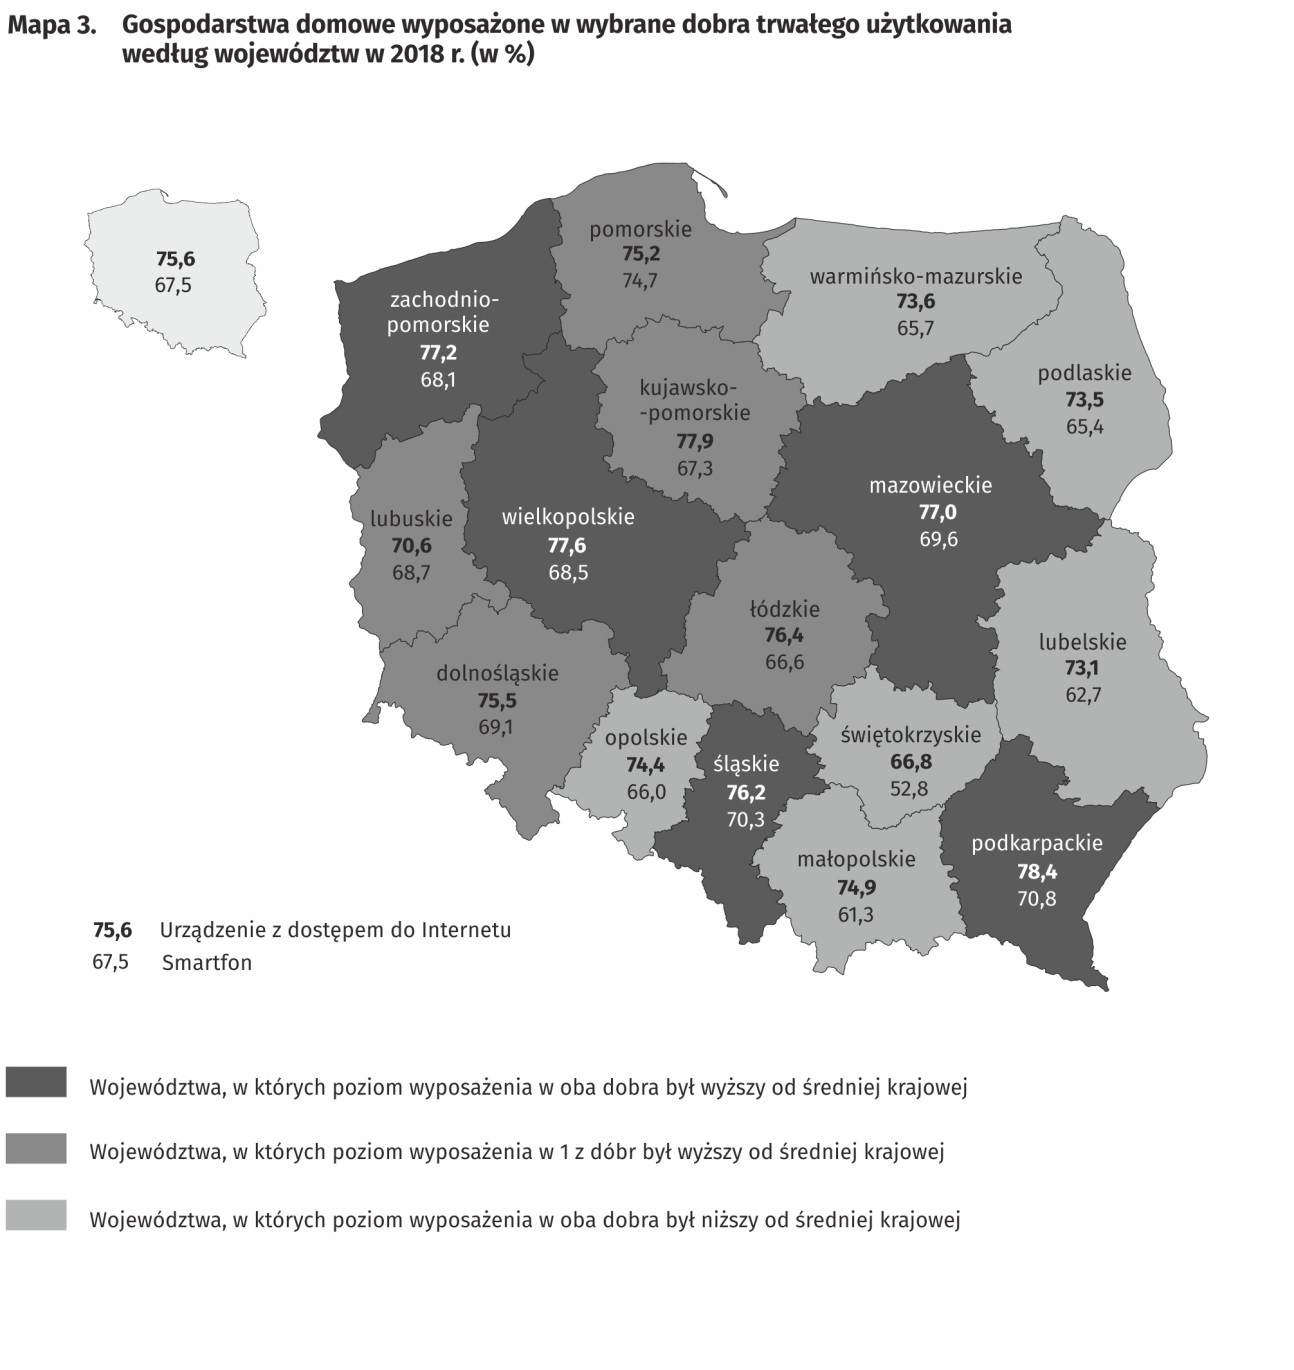 Mapa 3. Gospodarstwa domowe wyposażone w wybrane dobra trwałego użytkowania
według województw w 2018 r. (w %)
75,6
67,5
pomorskie
75,2
74,7
warmińsko-mazurskie
73,6
65,7
zachodnio-
pomorskie
77,2
68,1
podlaskie
73,5
65,4
kujawsko-
-pomorskie
77,9
67,3
mazowieckie
77,0
69,6
lubuskie
70,6
68,7
wielkopolskie
77,6
68,5
łódzkie
76,4
66,6
lubelskie
73,1
62,7
dolnośląskie
75,5
69,1
opolskie
74,4
66,0
śląskie
76,2
70,3
świętokrzyskie
66,8
52,8
małopolskie
74,9
61,3
podkarpackie
78,4
70,8
75,6 Urządzenie z dostępem do Internetu
67,5 Smartfon
Województwa, w których poziom wyposażenia w oba dobra był wyższy od średniej krajowej
Województwa, w których poziom wyposażenia w 1 z dóbr był wyższy od średniej krajowej
Województwa, w których poziom wyposażenia w oba dobra był niższy od średniej krajowej